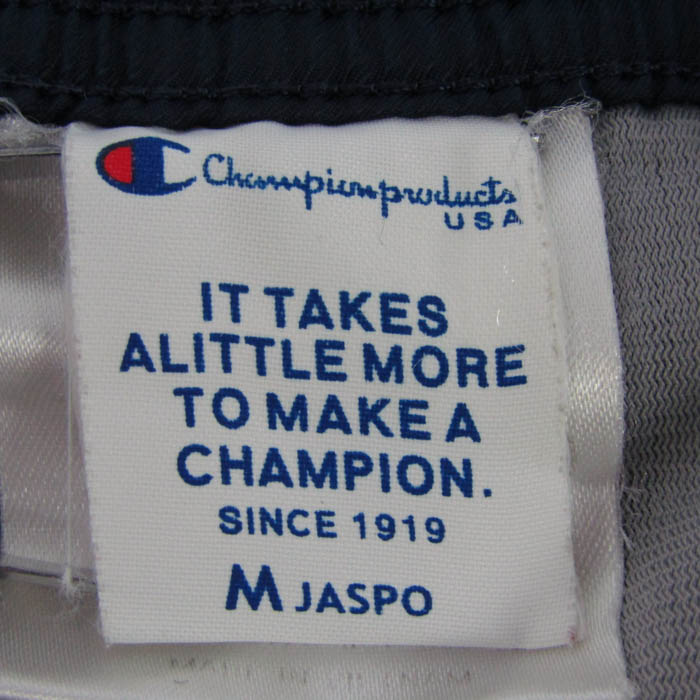 Championproducts
USA
IT TAKES
ALITTLE MORE
TO MAKE A
CHAMPION.
SINCE 1919
M JASPO